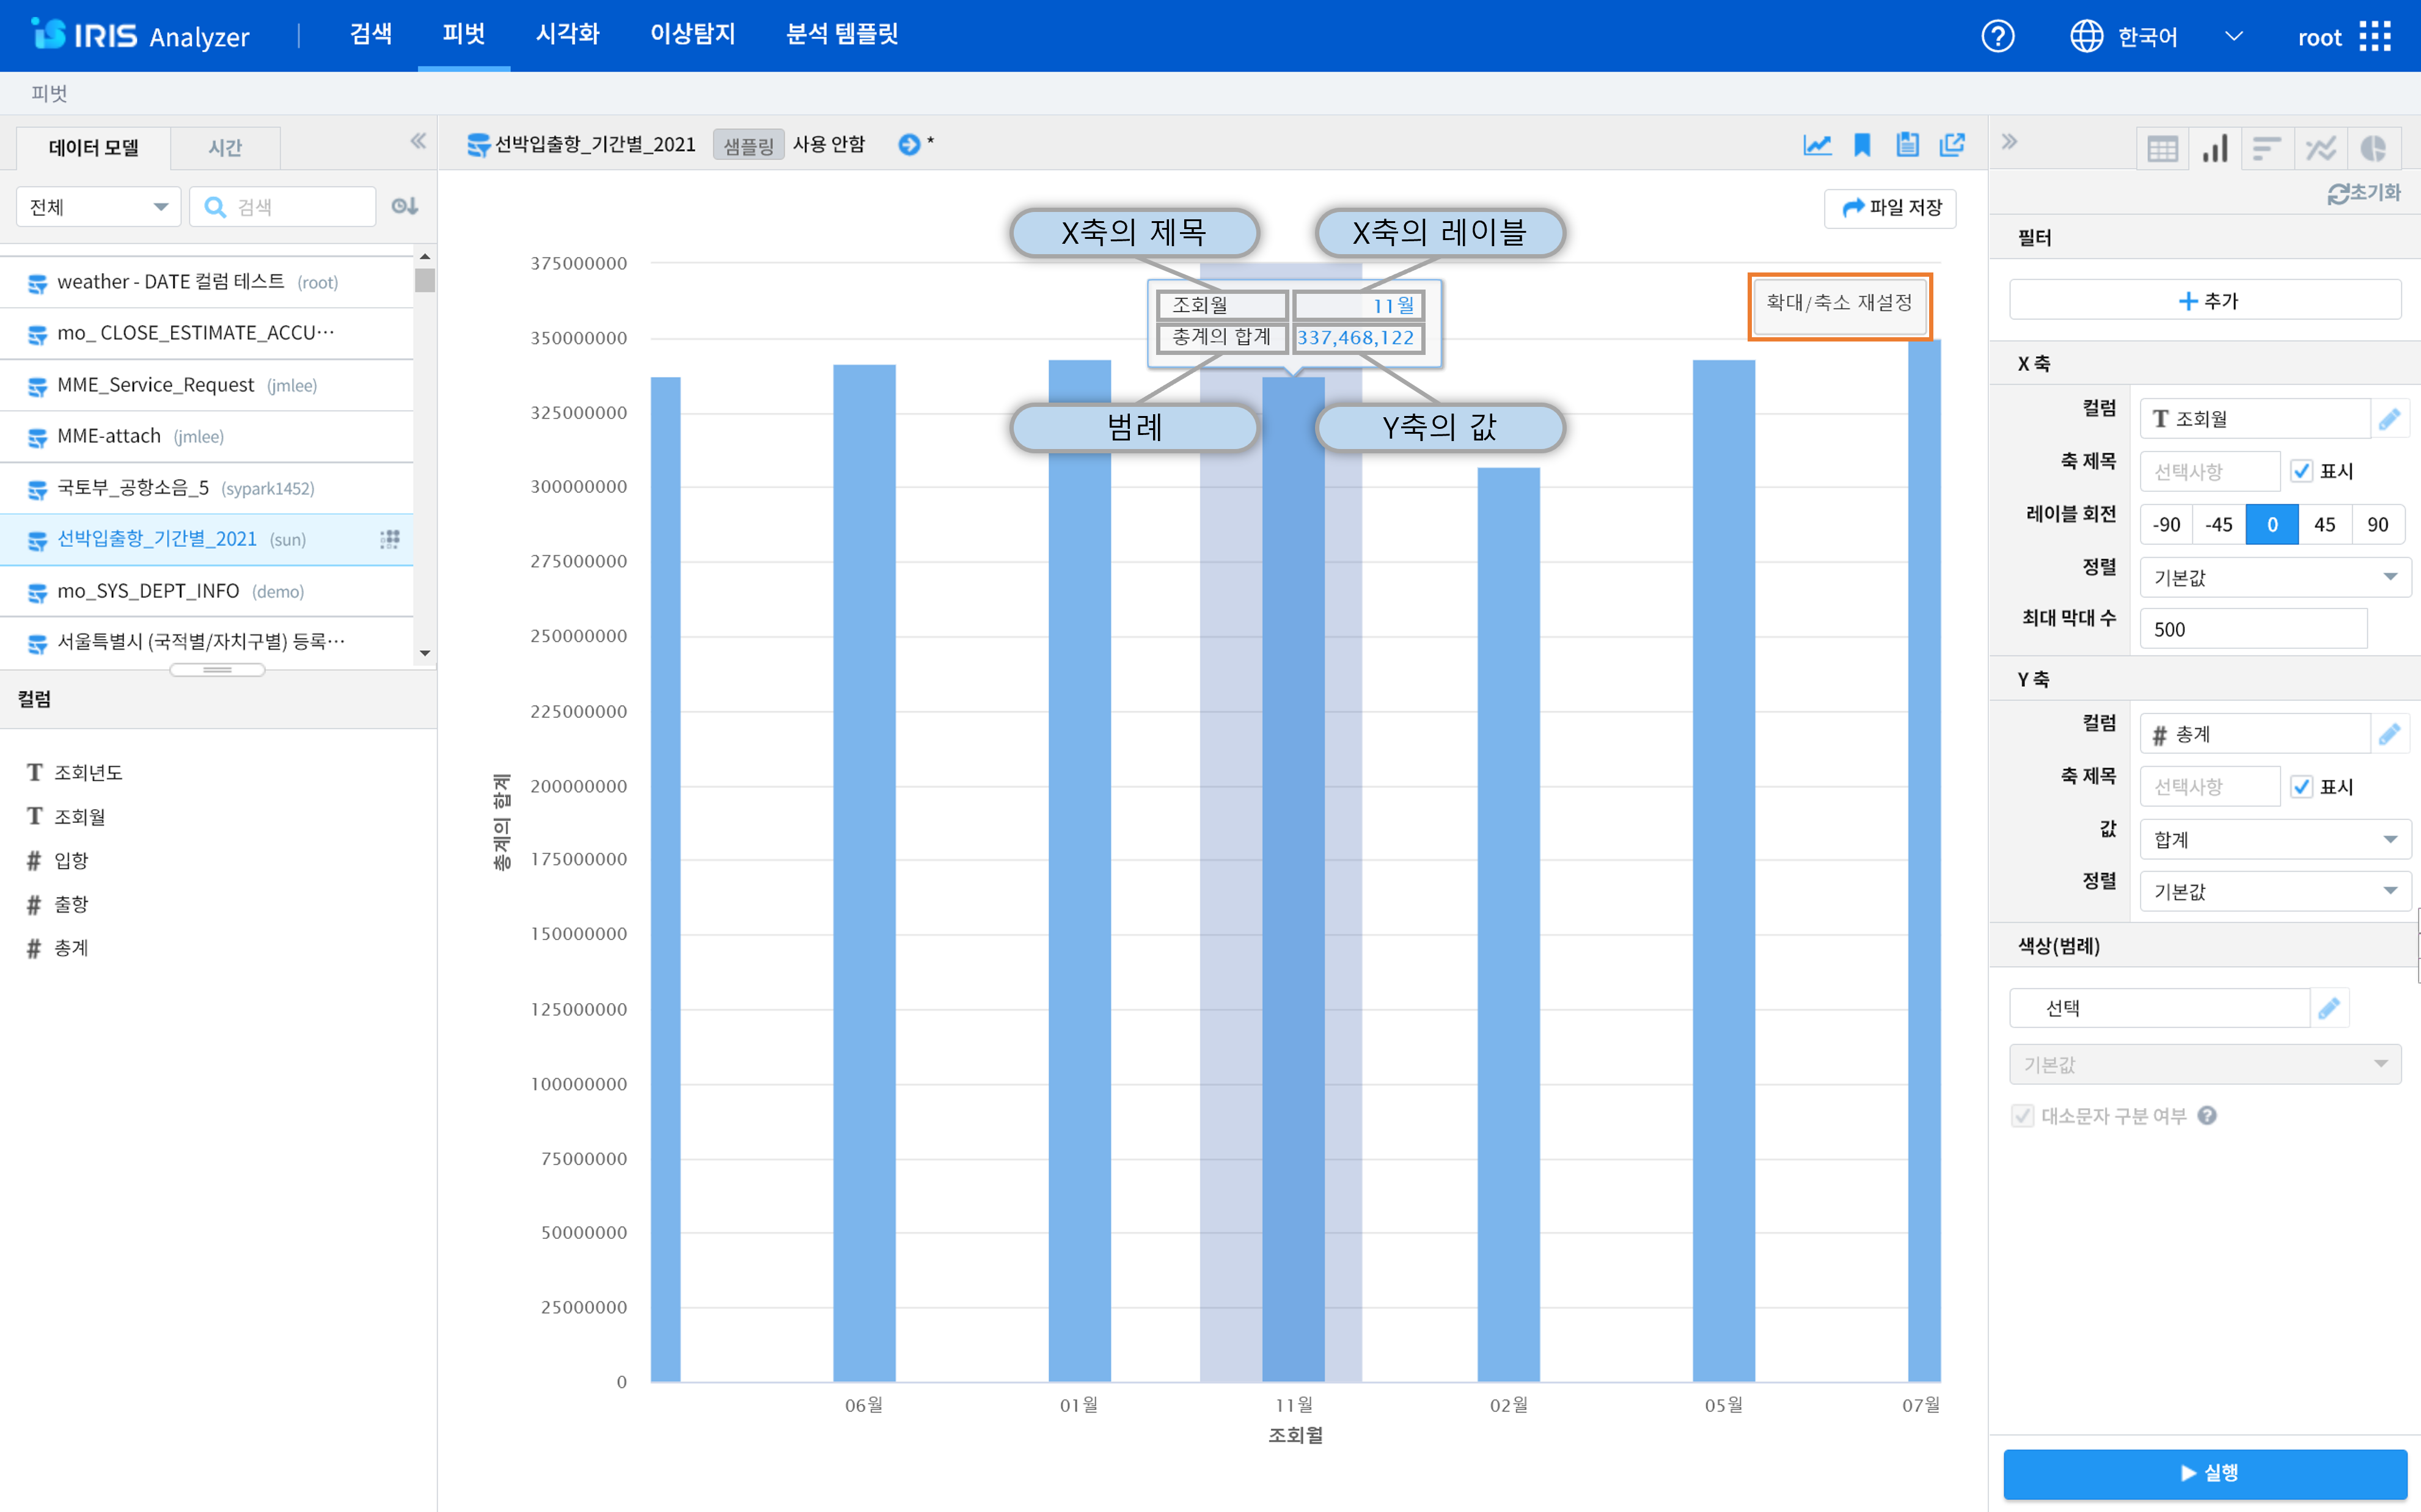 IRIS Analyzer | 검색 피벗 시각화 이상탐지 분석 템플릿 한국어 root
피벗
데이터 모델 시간
전체 검색
weather - DATE 컬럼 테스트 (root)
mo_ CLOSE_ESTIMATE_ACCU…
MME_Service_Request (jmlee)
MME-attach (jmlee)
국토부_공항소음_5 (sypark1452)
선박입출항_기간별_2021 (sun)
mo_SYS_DEPT_INFO (demo)
서울특별시 (국적별/자치구별) 등록…
컬럼
T 조회년도
T 조회월
# 입항
# 출항
# 총계
선박입출항_기간별_2021 샘플링 사용 안함 *
파일 저장
X축의 제목 X축의 레이블
확대/축소 재설정
조회월 11월
총계의 합계 337,468,122
범례 Y축의 값
375000000
350000000
325000000
300000000
275000000
250000000
225000000
200000000
175000000
150000000
125000000
100000000
75000000
50000000
25000000
0
총계의 합계
06월 01월 11월 02월 05월 07월
조회월
초기화
필터
+ 추가
X 축
컬럼 T 조회월
축 제목 선택사항 표시
레이블 회전 -90 -45 0 45 90
정렬 기본값
최대 막대 수 500
Y 축
컬럼 # 총계
축 제목 선택사항 표시
값 합계
정렬 기본값
색상(범례)
선택
기본값
대소문자 구분 여부 ?
실행